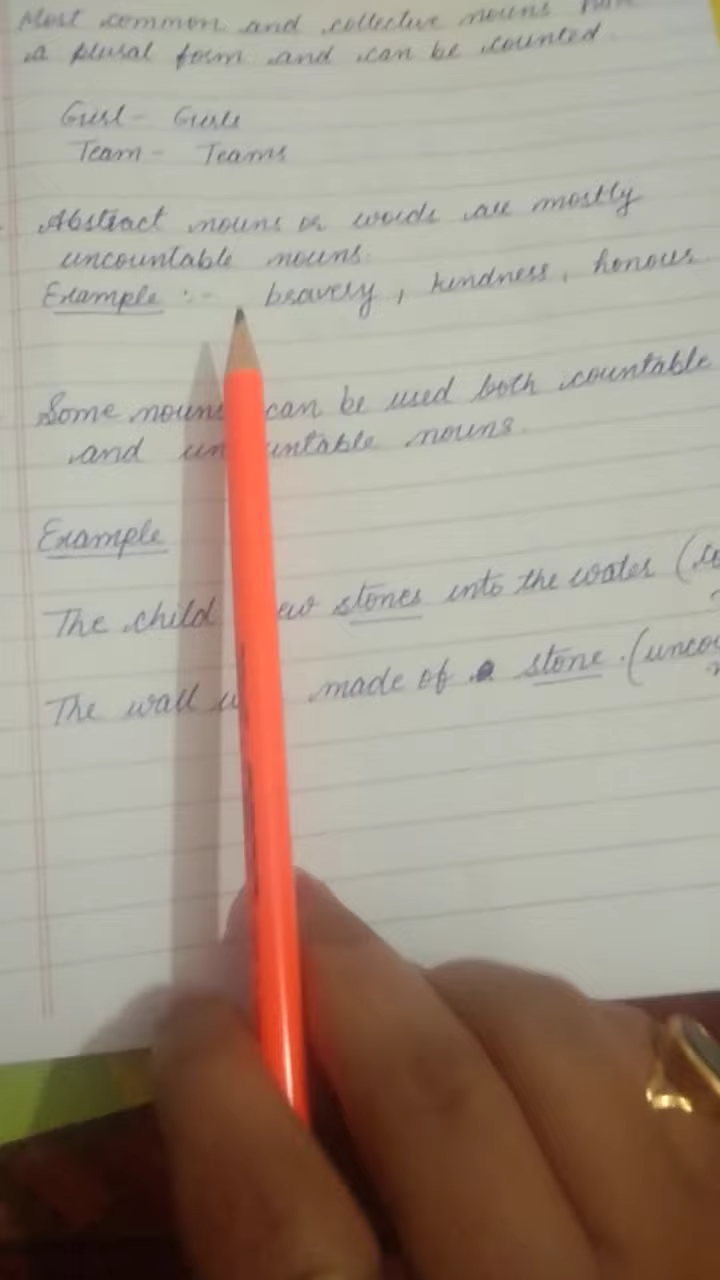 Most common and collective nouns have
a plural form and can be counted.
Girl - Girls
Team - Teams
Abstract nouns or words are mostly
uncountable nouns.
Example :- bravery, kindness, honour
Some nouns can be used both countable
and untable nouns.
Example
The child ew stones into the water (
The wall made of stone. (unco